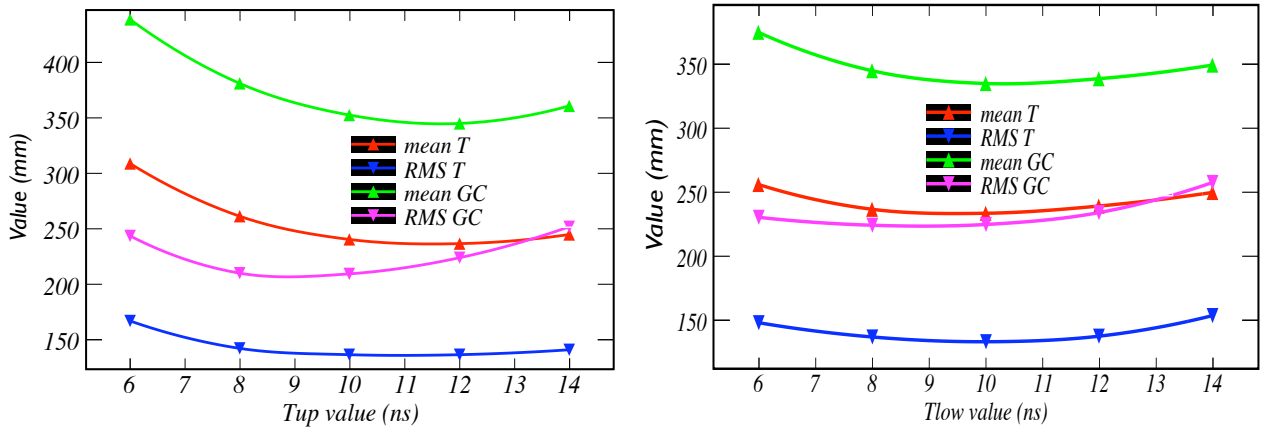 400
350
300
250
200
150
Value (mm)
mean T
RMS T
mean GC
RMS GC
6 7 8 9 10 11 12 13 14
Tup value (ns)
350
300
250
200
150
Value (mm)
mean T
RMS T
mean GC
RMS GC
6 7 8 9 10 11 12 13 14
Tlow value (ns)